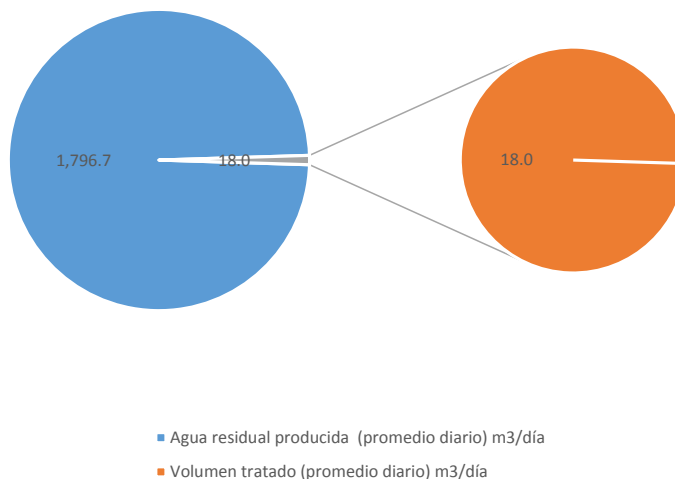 1,796.7
18.0
18.0
Agua residual producida  (promedio diario) m3/día
Volumen tratado (promedio diario) m3/día